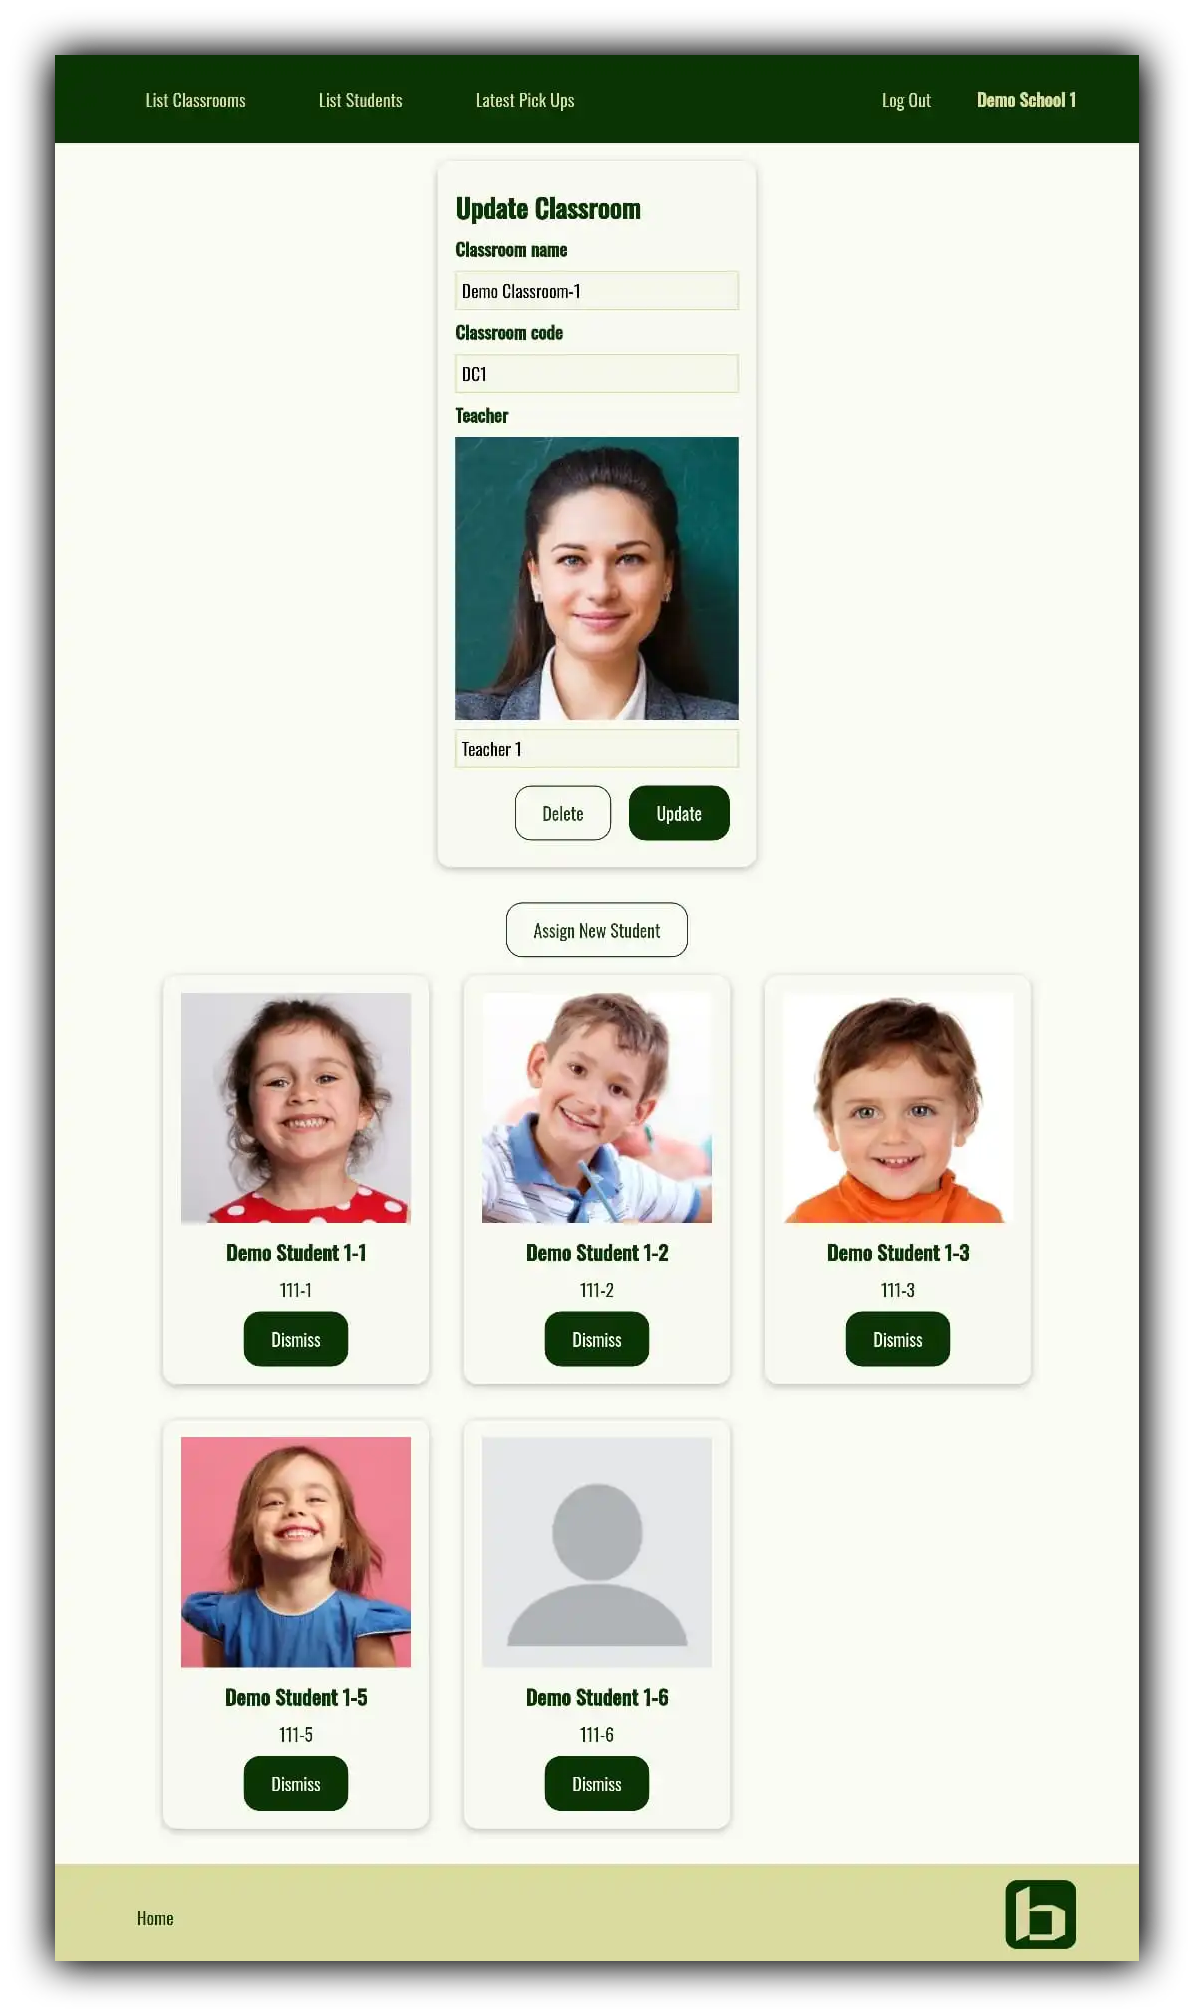 List Classrooms List Students Latest Pick Ups Log Out Demo School 1
Update Classroom
Classroom name
Demo Classroom-1
Classroom code
DC1
Teacher
Teacher 1
Delete Update
Assign New Student
Demo Student 1-1 Demo Student 1-2 Demo Student 1-3
111-1 111-2 111-3
Dismiss Dismiss Dismiss
Demo Student 1-5 Demo Student 1-6
111-5 111-6
Dismiss Dismiss
Home b